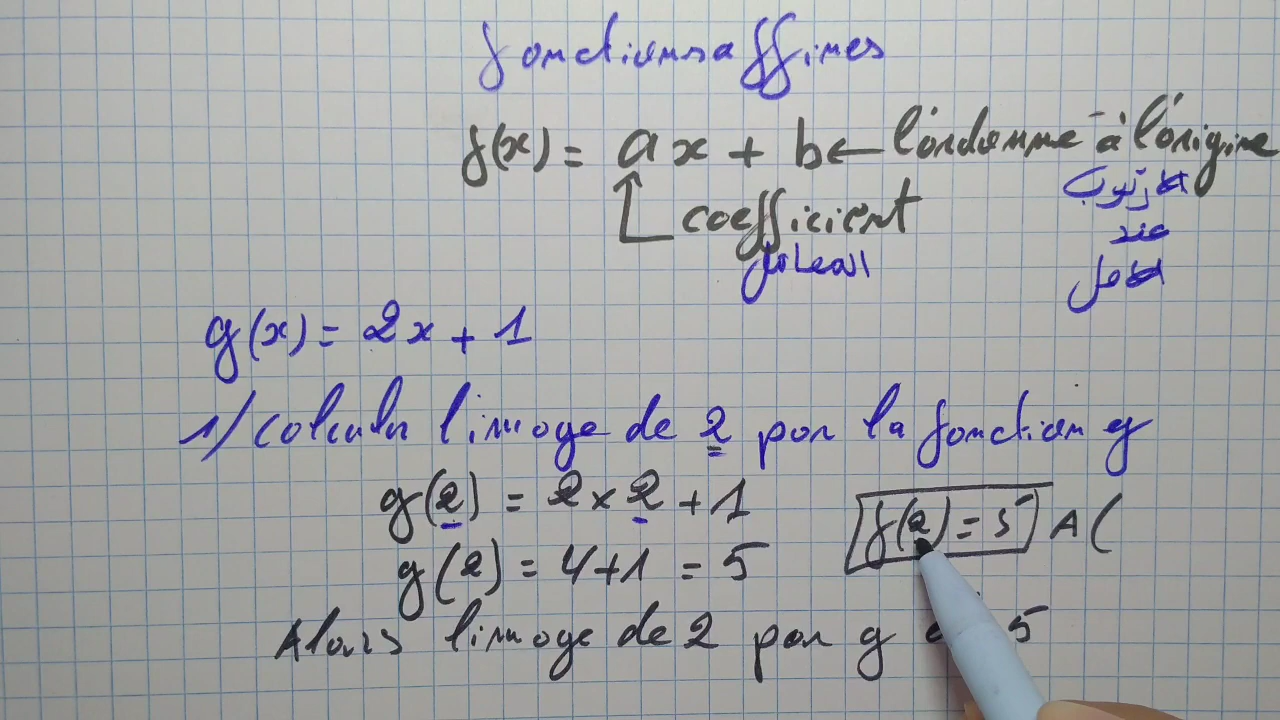 fonctions affines
f(x) = ax + b ← l'ordonnée à l'origine
coefficient
الأرتوب
عند
الأصل
المعامل
g(x) = 2x + 1
1/ calculer l'image de 2 par la fonction g
g(2) = 2 × 2 + 1
g(2) = 4+1 = 5
f(2) = 5 A(
Alors l'image de 2 par g 5